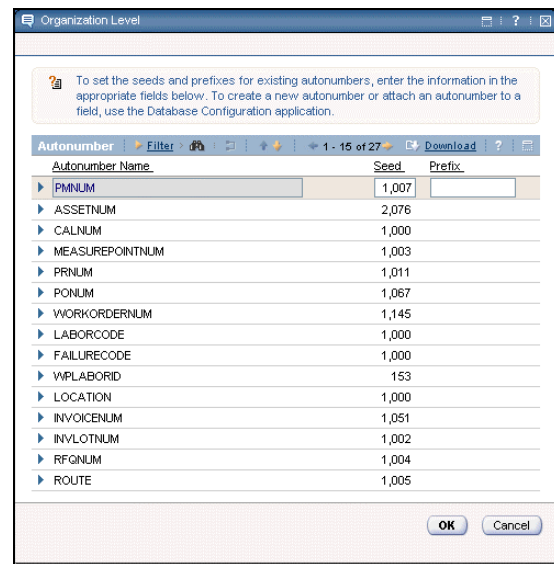 Organization Level
?
To set the seeds and prefixes for existing autonumbers, enter the information in the
appropriate fields below. To create a new autonumber or attach an autonumber to a
field, use the Database Configuration application.
Autonumber Filter 1 - 15 of 27 Download ?
Autonumber Name Seed Prefix
PMNUM 1,007
ASSETNUM 2,076
CALNUM 1,000
MEASUREPOINTNUM 1,003
PRNUM 1,011
PONUM 1,067
WORKORDERNUM 1,145
LABORCODE 1,000
FAILURECODE 1,000
WPLABORID 153
LOCATION 1,000
INVOICENUM 1,051
INVLOTNUM 1,002
RFQNUM 1,004
ROUTE 1,005
OK Cancel